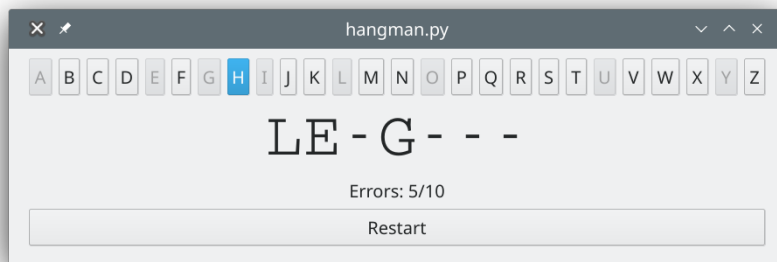 hangman.py
A B C D E F G H I J K L M N O P Q R S T U V W X Y Z
LE-G---
Errors: 5/10
Restart